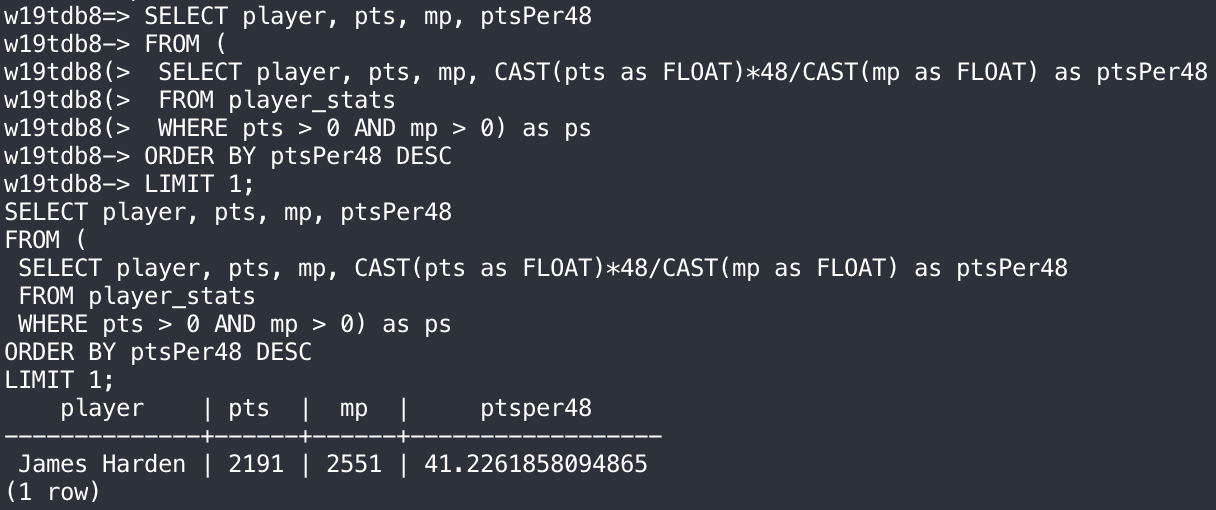 w19tdb8=> SELECT player, pts, mp, ptsPer48
w19tdb8-> FROM (
w19tdb8(>  SELECT player, pts, mp, CAST(pts as FLOAT)*48/CAST(mp as FLOAT) as ptsPer48
w19tdb8(>  FROM player_stats
w19tdb8(>  WHERE pts > 0 AND mp > 0) as ps
w19tdb8-> ORDER BY ptsPer48 DESC
w19tdb8-> LIMIT 1;
SELECT player, pts, mp, ptsPer48
FROM (
 SELECT player, pts, mp, CAST(pts as FLOAT)*48/CAST(mp as FLOAT) as ptsPer48
 FROM player_stats
 WHERE pts > 0 AND mp > 0) as ps
ORDER BY ptsPer48 DESC
LIMIT 1;
    player    | pts  |  mp  |     ptsper48
--------------+------+------+------------------
 James Harden | 2191 | 2551 | 41.2261858094865
(1 row)